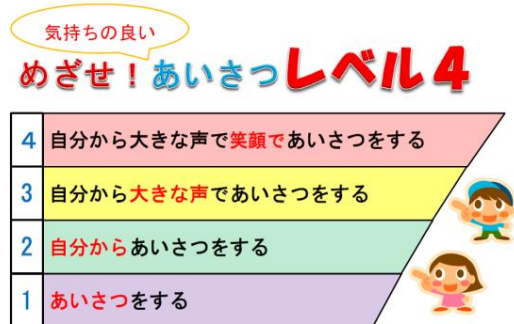 気持ちの良い
めざせ！あいさつレベル４
4 自分から大きな声で笑顔であいさつをする
3 自分から大きな声であいさつをする
2 自分からあいさつをする
1 あいさつをする